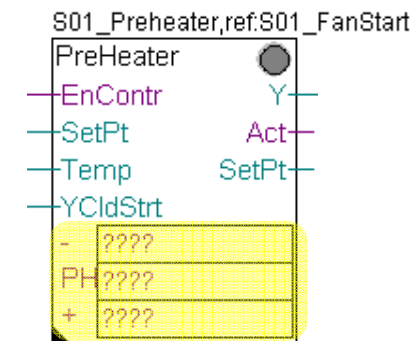 S01_Preheater,ref:S01_FanStart
PreHeater
EnContr Y
SetPt Act
Temp SetPt
YCldStrt
- ????
PH ????
+ ????